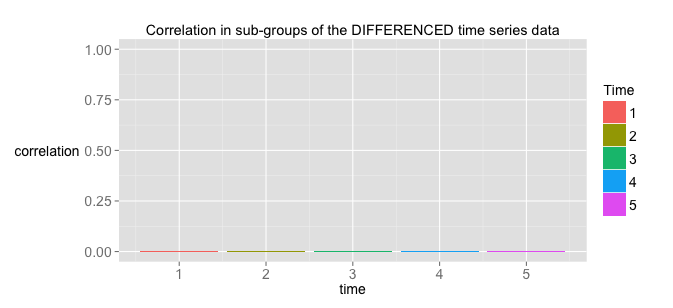 Correlation in sub-groups of the DIFFERENCED time series data
1.00
0.75
correlation 0.50
0.25
0.00
1 2 3 4 5
time
Time
1
2
3
4
5